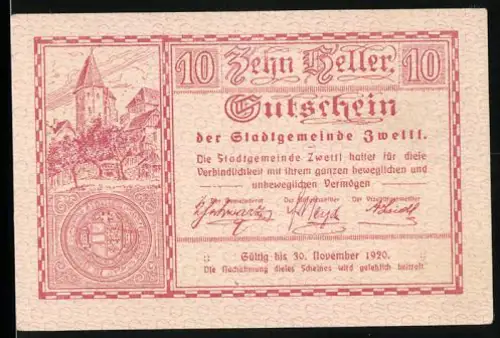 10 Zehn Heller. 10
Gutschein
der Stadtgemeinde Zwettl.
Die Stadtgemeinde Zwettl haftet für diese
Verbindlichkeit mit ihrem ganzen beweglichen und
unbeweglichen Vermögen
Gültig bis 30. November 1920.
Die Nachahmung dieses Scheines wird gesetzlich bestraft